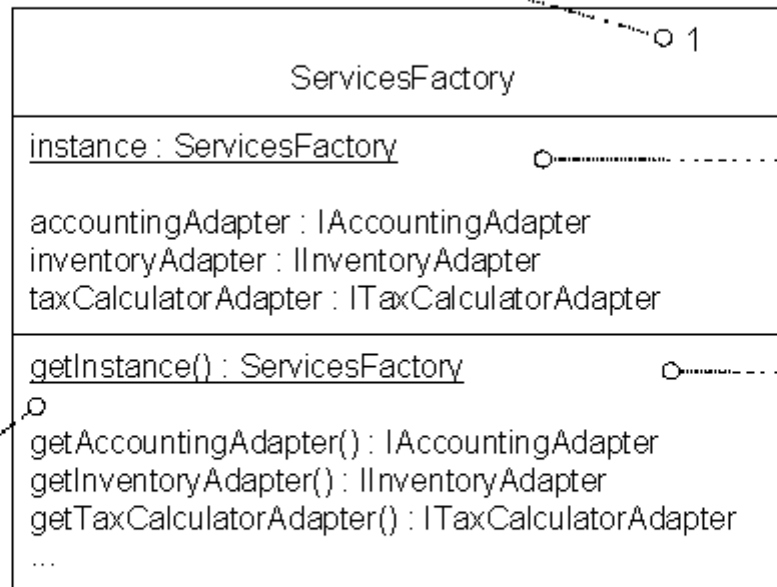 1
ServicesFactory
instance : ServicesFactory
accountingAdapter : IAccountingAdapter
inventoryAdapter : IInventoryAdapter
taxCalculatorAdapter : ITaxCalculatorAdapter
getInstance() : ServicesFactory
getAccountingAdapter() : IAccountingAdapter
getInventoryAdapter() : IInventoryAdapter
getTaxCalculatorAdapter() : ITaxCalculatorAdapter
...